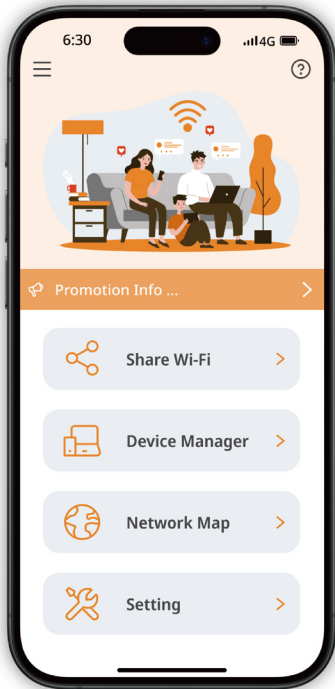 6:30
4G
Promotion Info ...
Share Wi-Fi
Device Manager
Network Map
Setting